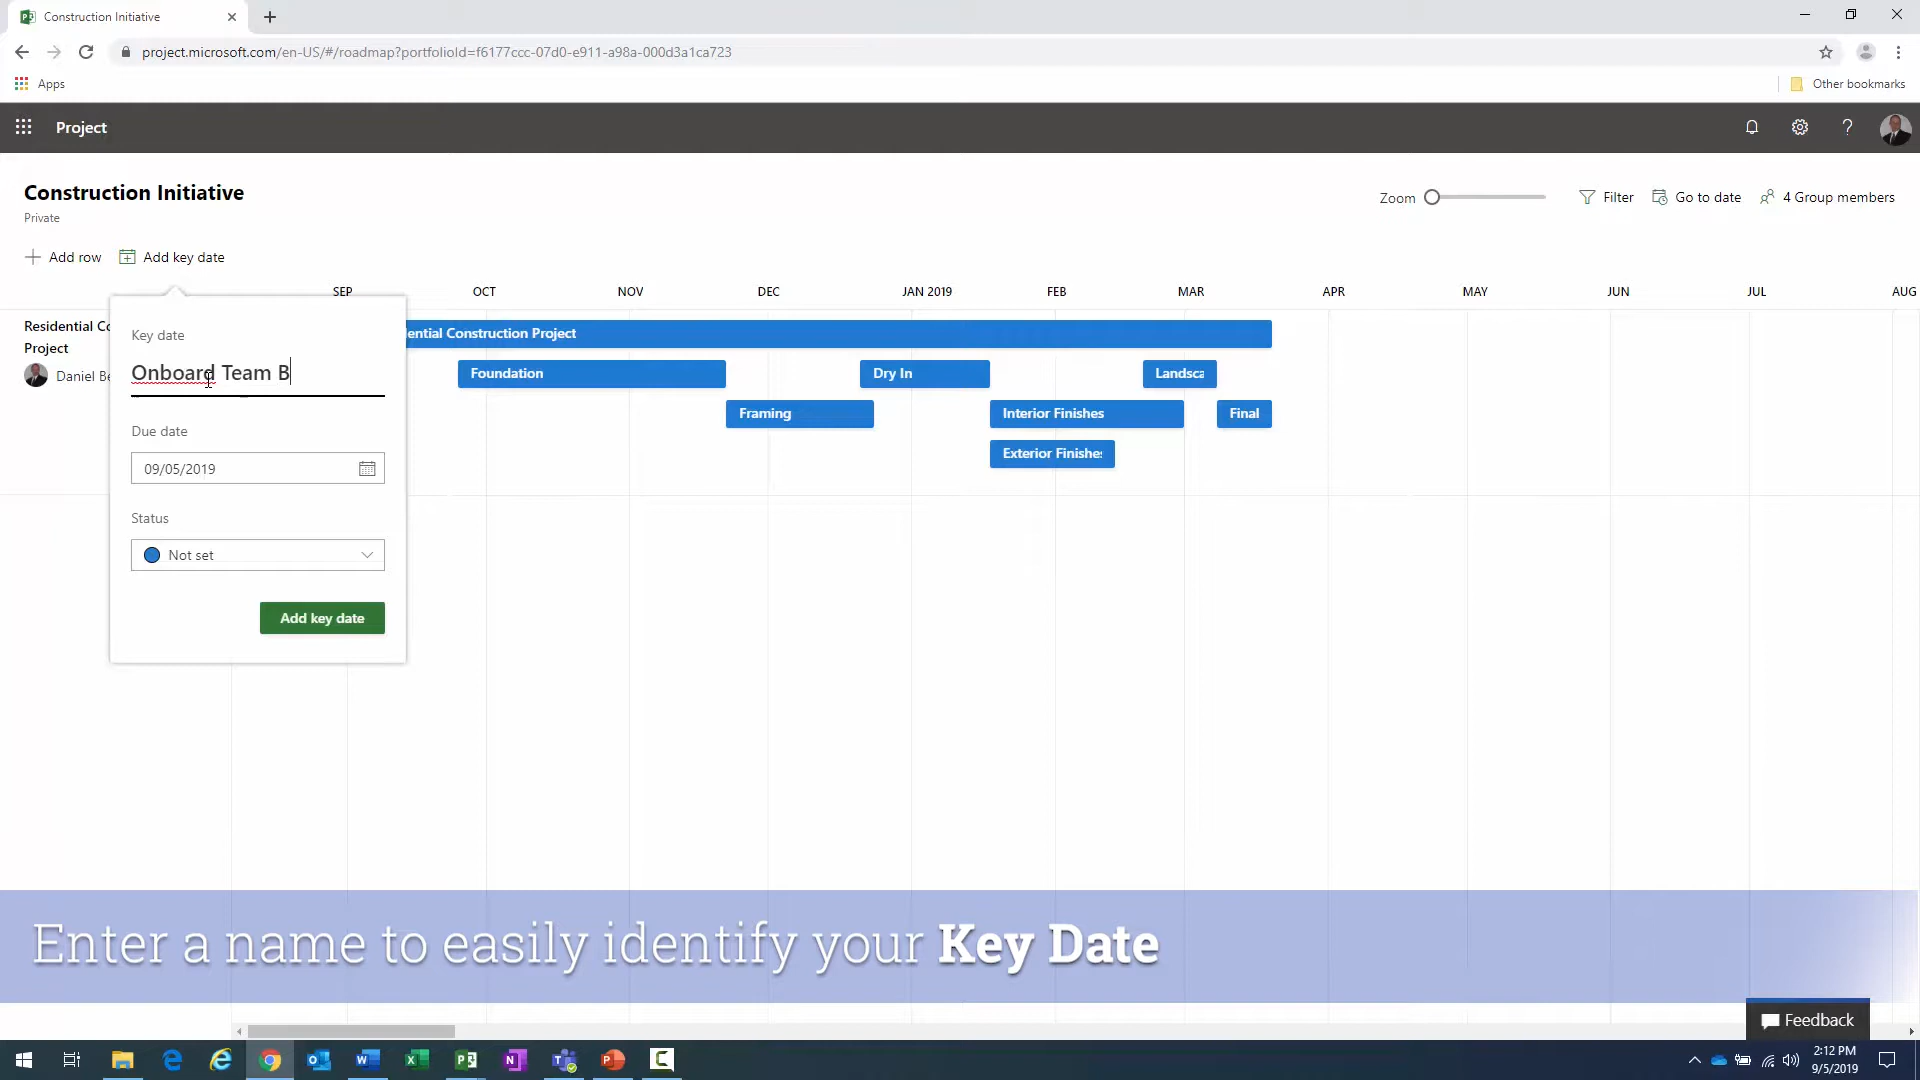 Construction Initiative
project.microsoft.com/en-US/#/roadmap?portfolioId=f6177ccc-07d0-e911-a98a-000d3a1ca723
Apps
Other bookmarks
Project
Construction Initiative
Private
Zoom
Filter
Go to date
4 Group members
Add row
Add key date
SEP OCT NOV DEC JAN 2019 FEB MAR APR MAY JUN JUL AUG
Residential Co
Project
Daniel Be
Key date
Onboard Team B
Due date
09/05/2019
Status
Not set
Add key date
ential Construction Project
Foundation
Dry In
Landsca
Framing
Interior Finishes
Final
Exterior Finishes
Enter a name to easily identify your Key Date
Feedback
2:12 PM
9/5/2019